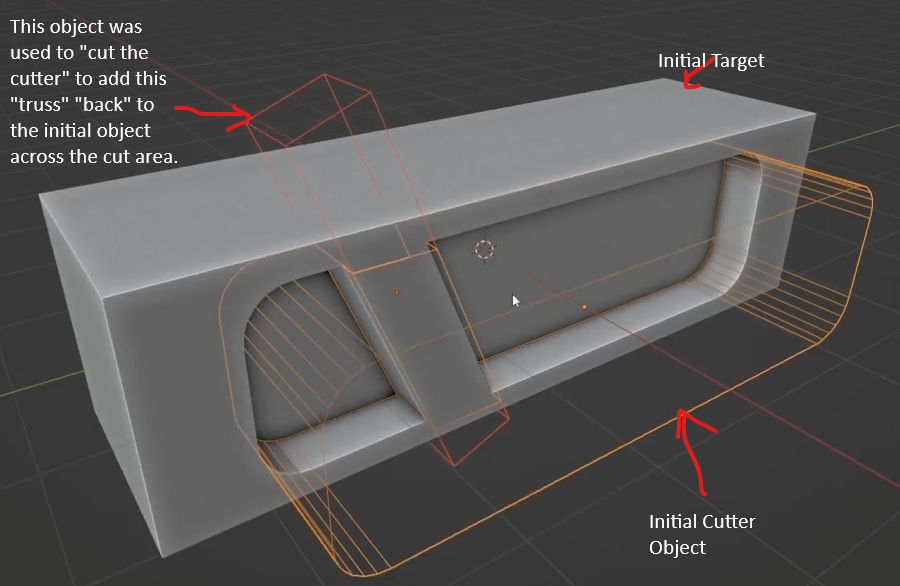 This object was
used to "cut the
cutter" to add this
"truss" "back" to
the initial object
across the cut area.
Initial Target
Initial Cutter
Object